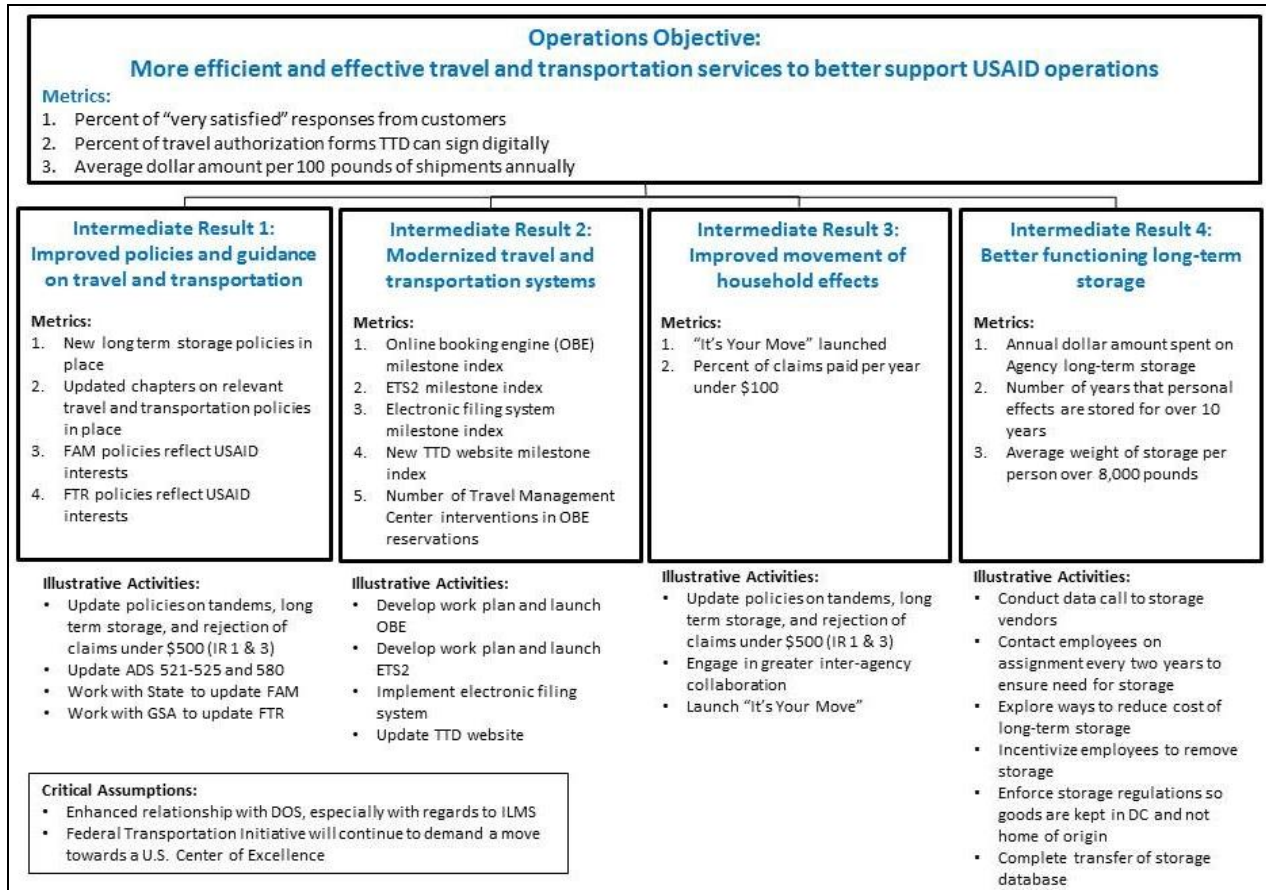 Operations Objective:
More efficient and effective travel and transportation services to better support USAID operations
Metrics:
1. Percent of “very satisfied” responses from customers
2. Percent of travel authorization forms TTD can sign digitally
3. Average dollar amount per 100 pounds of shipments annually
Intermediate Result 1:
Improved policies and guidance
on travel and transportation
Metrics:
1. New long term storage policies in
place
2. Updated chapters on relevant
travel and transportation policies
in place
3. FAM policies reflect USAID
interests
4. FTR policies reflect USAID
interests
Illustrative Activities:
• Update policies on tandems, long
term storage, and rejection of
claims under $500 (IR 1 & 3)
• Update ADS 521-525 and 580
• Work with State to update FAM
• Work with GSA to update FTR
Intermediate Result 2:
Modernized travel and
transportation systems
Metrics:
1. Online booking engine (OBE)
milestone index
2. ETS2 milestone index
3. Electronic filing system
milestone index
4. New TTD website milestone
index
5. Number of Travel Management
Center interventions in OBE
reservations
Illustrative Activities:
• Develop work plan and launch
OBE
• Develop work plan and launch
ETS2
• Implement electronic filing
system
• Update TTD website
Intermediate Result 3:
Improved movement of
household effects
Metrics:
1. “It’s Your Move” launched
2. Percent of claims paid per year
under $100
Illustrative Activities:
• Update policies on tandems, long
term storage, and rejection of
claims under $500 (IR 1 & 3)
• Engage in greater inter-agency
collaboration
• Launch “It’s Your Move”
Intermediate Result 4:
Better functioning long-term
storage
Metrics:
1. Annual dollar amount spent on
Agency long-term storage
2. Number of years that personal
effects are stored for over 10
years
3. Average weight of storage per
person over 8,000 pounds
Illustrative Activities:
• Conduct data call to storage
vendors
• Contact employees on
assignment every two years to
ensure need for storage
• Explore ways to reduce cost of
long-term storage
• Incentivize employees to remove
storage
• Enforce storage regulations so
goods are kept in DC and not
home of origin
• Complete transfer of storage
database
Critical Assumptions:
• Enhanced relationship with DOS, especially with regards to ILMS
• Federal Transportation Initiative will continue to demand a move
towards a U.S. Center of Excellence